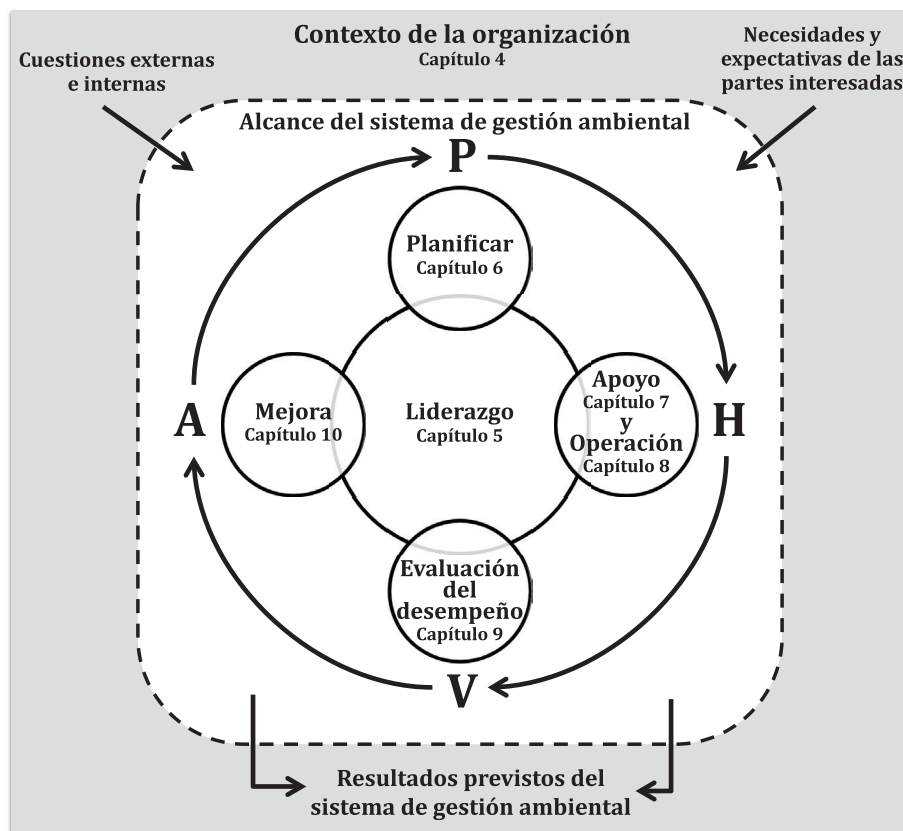 Contexto de la organización
Capítulo 4
Cuestiones externas
e internas
Necesidades y
expectativas de las
partes interesadas
Alcance del sistema de gestión ambiental
P
Planificar
Capítulo 6
A
Mejora
Capítulo 10
Liderazgo
Capítulo 5
Apoyo
Capítulo 7
y
Operación
Capítulo 8
H
Evaluación
del
desempeño
Capítulo 9
V
Resultados previstos del
sistema de gestión ambiental